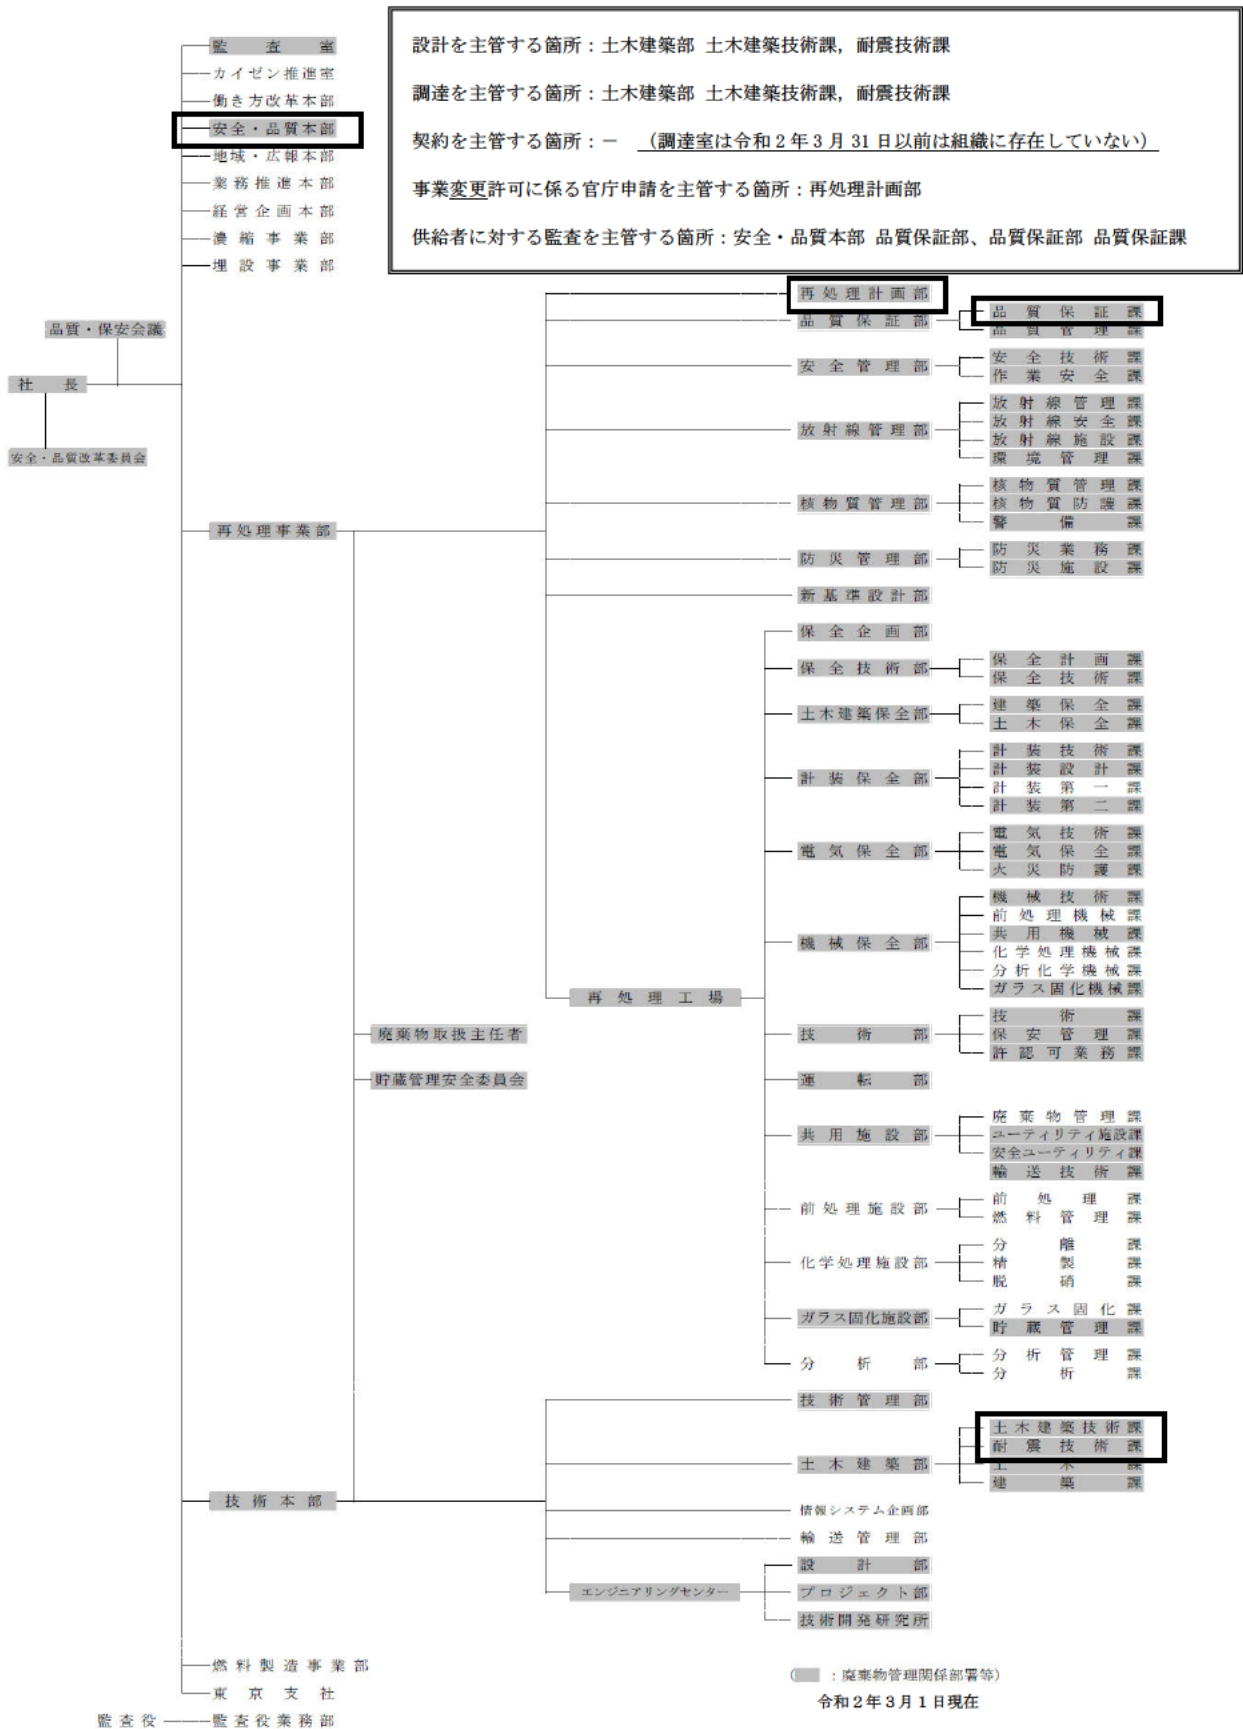 設計を主管する箇所：土木建築部 土木建築技術課，耐震技術課
調達を主管する箇所：土木建築部 土木建築技術課，耐震技術課
契約を主管する箇所：－ （調達室は令和2年3月31日以前は組織に存在していない）
事業変更許可に係る官庁申請を主管する箇所：再処理計画部
供給者に対する監査を主管する箇所：安全・品質本部 品質保証部、品質保証部 品質保証課
監査室
カイゼン推進室
働き方改革本部
安全・品質本部
地域・広報本部
業務推進本部
経営企画本部
濃縮事業部
埋設事業部
品質・保安会議
社長
安全・品質改革委員会
再処理事業部
廃棄物取扱主任者
貯蔵管理安全委員会
再処理計画部
品質保証部
品質保証課
品質管理課
安全管理部
安全技術課
作業安全課
放射線管理部
放射線管理課
放射線安全課
放射線施設課
環境管理課
核物質管理部
核物質管理課
核物質防護課
警備課
防災管理部
防災業務課
防災施設課
新基準設計部
再処理工場
保全企画部
保全技術部
保全計画課
保全技術課
土木建築保全部
建築保全課
土木保全課
計装保全部
計装技術課
計装設計課
計装第一課
計装第二課
電気保全部
電気技術課
電気保全課
火災防護課
機械保全部
機械技術課
前処理機械課
共用機械課
化学処理機械課
分析化学機械課
ガラス固化機械課
技術部
技術課
保安管理課
許認可業務課
運転部
共用施設部
廃棄物管理課
ユーティリティ施設課
安全ユーティリティ課
輸送技術課
前処理施設部
前処理課
燃料管理課
化学処理施設部
分離課
精製課
脱硝課
ガラス固化施設部
ガラス固化課
貯蔵管理課
分析部
分析管理課
分析課
技術本部
技術管理部
土木建築部
土木建築技術課
耐震技術課
土木課
建築課
情報システム企画部
輸送管理部
エンジニアリングセンター
設計部
プロジェクト部
技術開発研究所
燃料製造事業部
東京支社
監査役
監査役業務部
（ ：廃棄物管理関係部署等）
令和2年3月1日現在